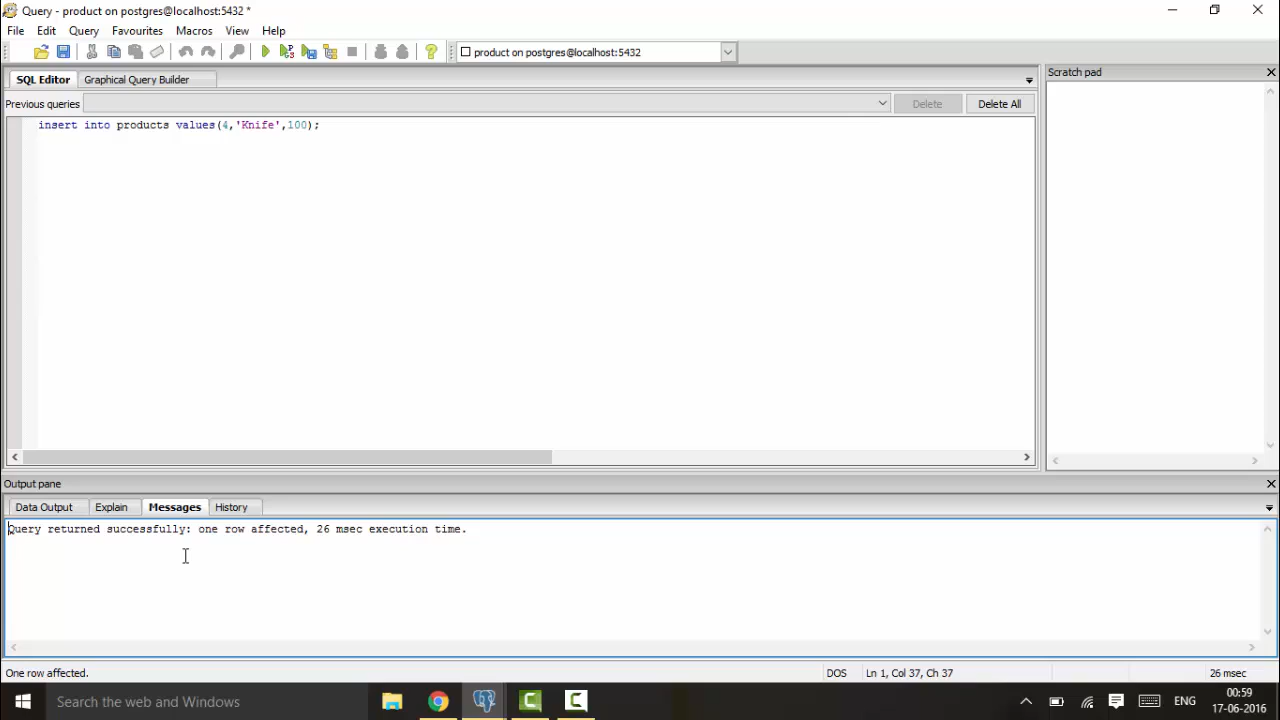 Query - product on postgres@localhost:5432 *
File Edit Query Favourites Macros View Help
product on postgres@localhost:5432
SQL Editor Graphical Query Builder
Scratch pad
Previous queries Delete Delete All
insert into products values(4,'Knife',100);
Output pane
Data Output Explain Messages History
Query returned successfully: one row affected, 26 msec execution time.
One row affected. DOS Ln 1, Col 37, Ch 37 26 msec
Search the web and Windows
ENG
00:59
17-06-2016